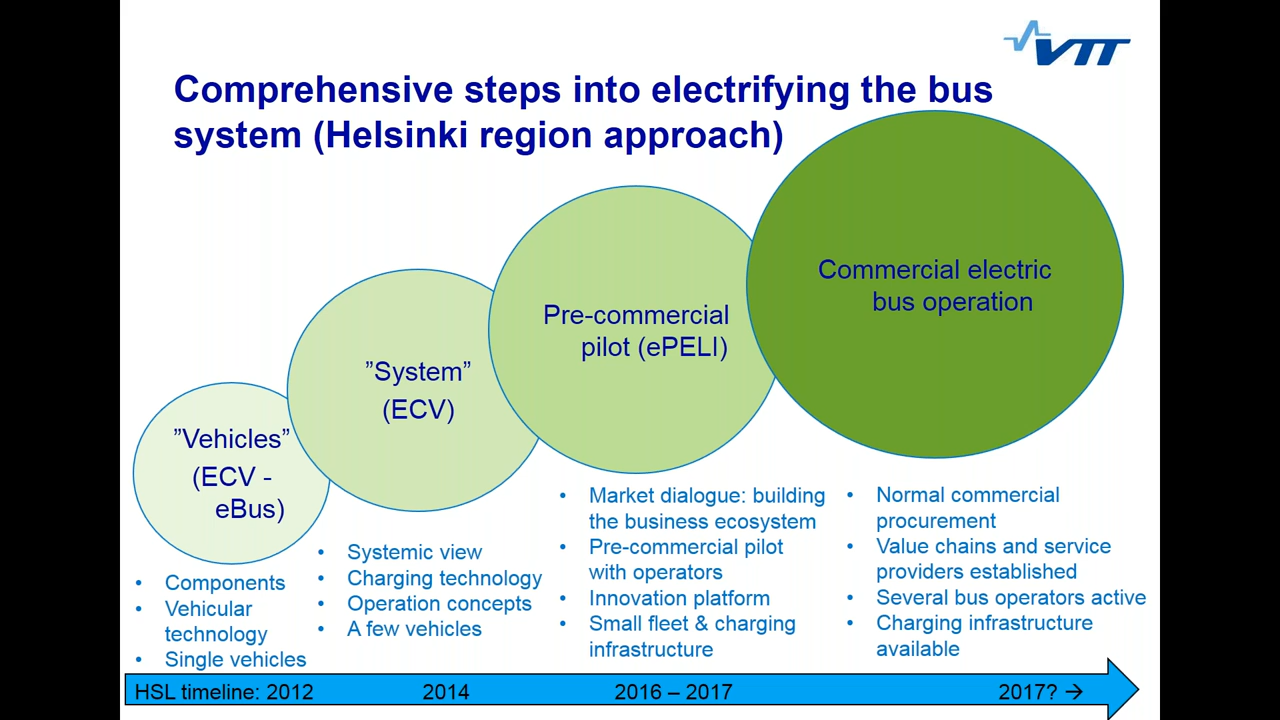 VTT
Comprehensive steps into electrifying the bus
system (Helsinki region approach)
”Vehicles”
(ECV -
eBus)
”System”
(ECV)
Pre-commercial
pilot (ePELI)
Commercial electric
bus operation
• Components
• Vehicular
technology
• Single vehicles
• Systemic view
• Charging technology
• Operation concepts
• A few vehicles
• Market dialogue: building
the business ecosystem
• Pre-commercial pilot
with operators
• Innovation platform
• Small fleet & charging
infrastructure
• Normal commercial
procurement
• Value chains and service
providers established
• Several bus operators active
• Charging infrastructure
available
HSL timeline: 2012 2014 2016 – 2017 2017? →